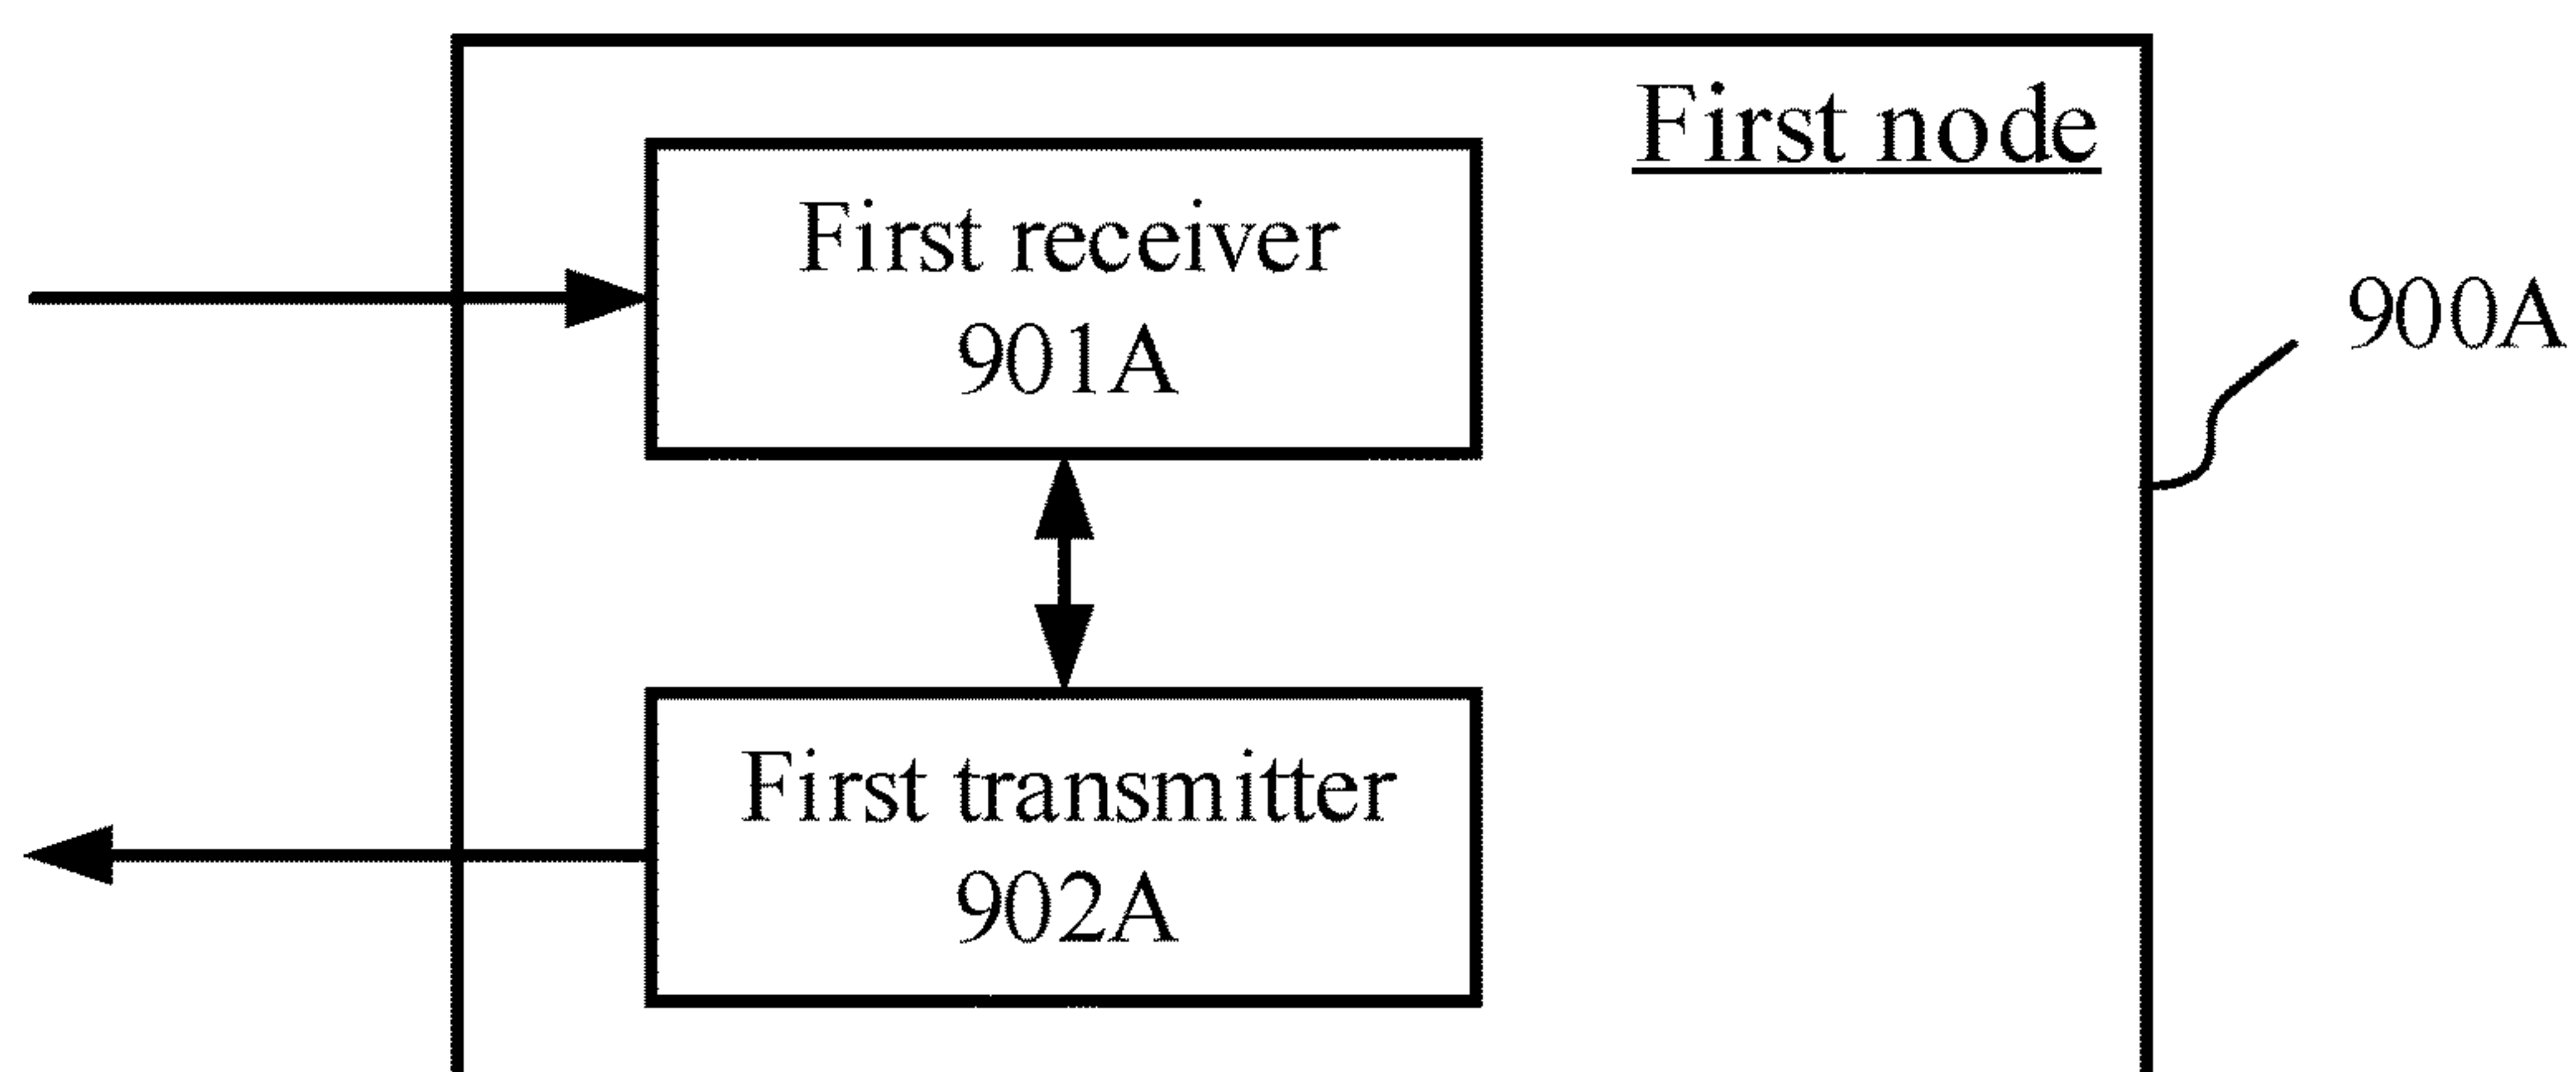 First node
First receiver
901A
900A
First transmitter
902A